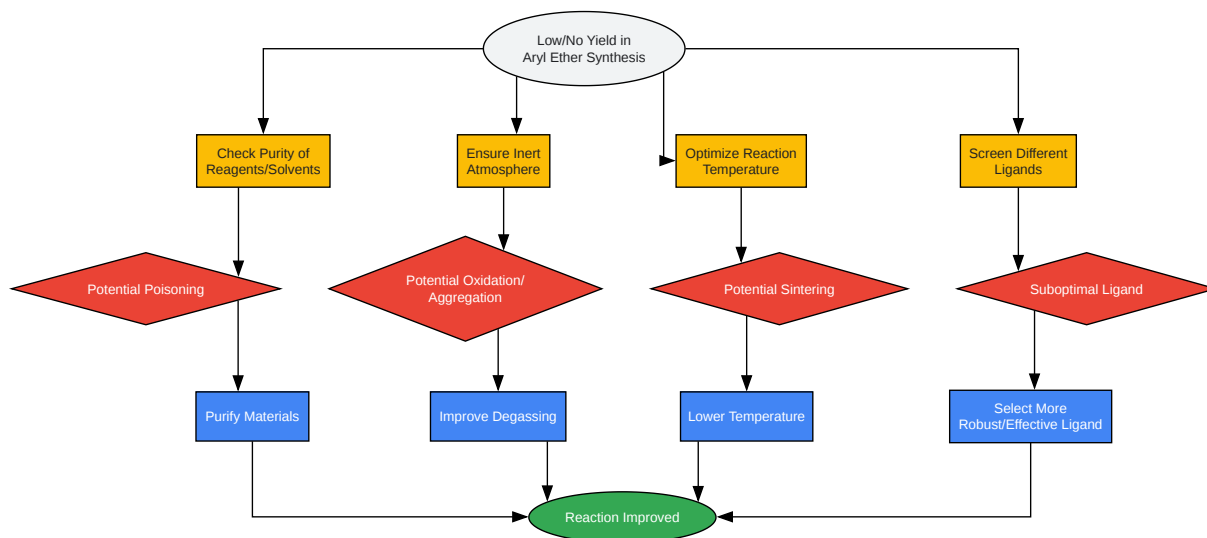 Low/No Yield in
Aryl Ether Synthesis
Check Purity of
Reagents/Solvents
Ensure Inert
Atmosphere
Optimize Reaction
Temperature
Screen Different
Ligands
Potential Poisoning
Potential Oxidation/
Aggregation
Potential Sintering
Suboptimal Ligand
Purify Materials
Improve Degassing
Lower Temperature
Select More
Robust/Effective Ligand
Reaction Improved